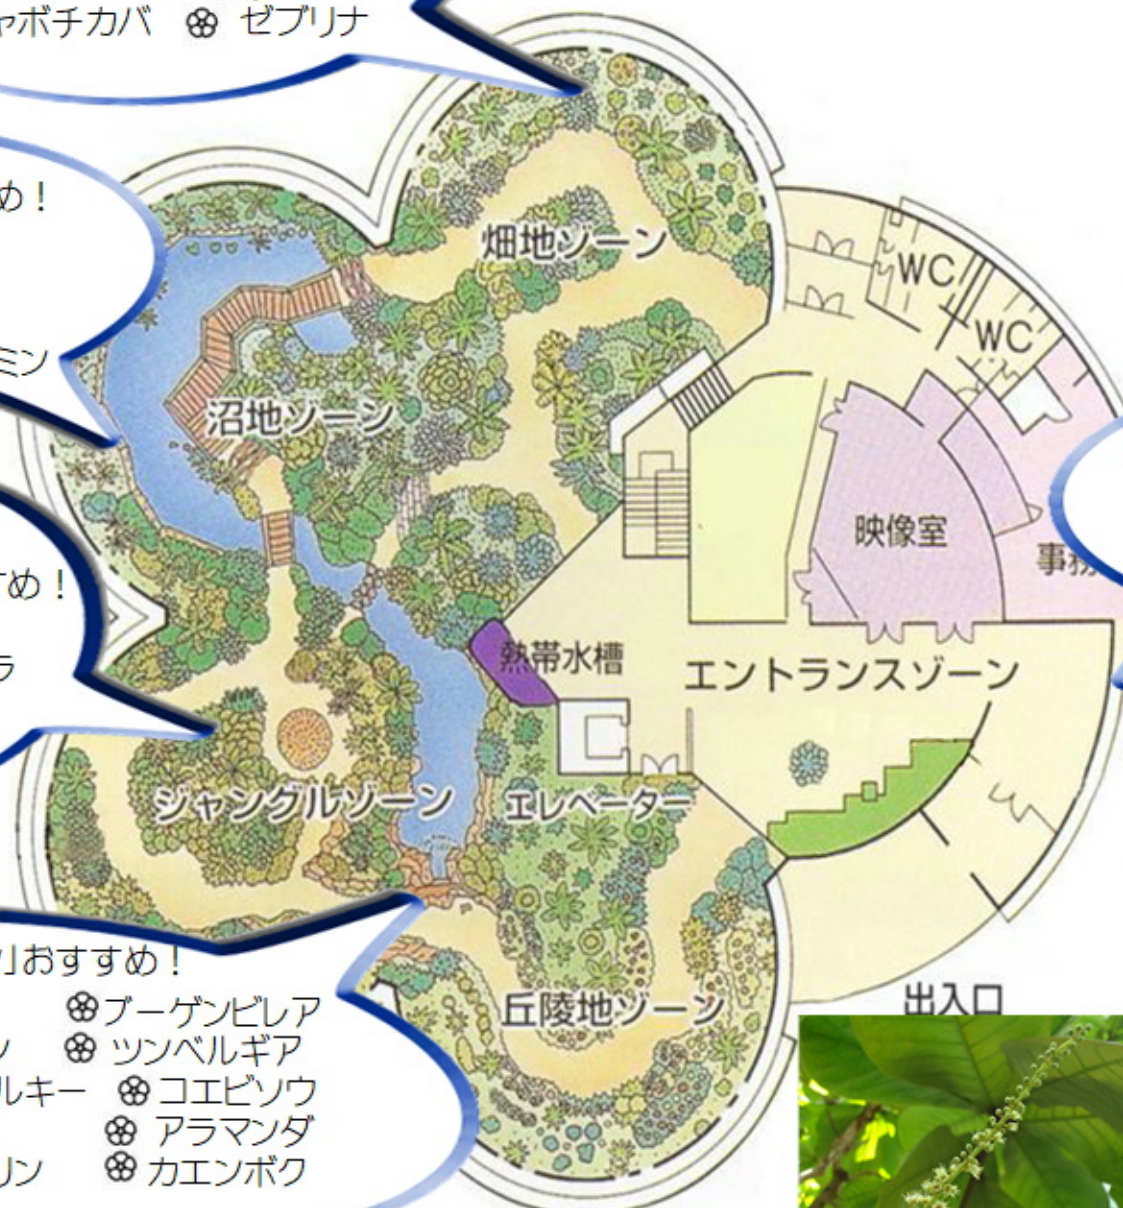 ャボチカバ ゼブリナ
め！
畑地ゾーン
WC
WC
ミン
沼地ゾーン
映像室
事務
すめ！
ラ
熱帯水槽
エントランスゾーン
ジャングルゾーン
エレベーター
」おすすめ！
ブーゲンビレア
ン ツンベルギア
ルキー コエビソウ
アラマンダ
リン カエンボク
丘陵地ゾーン
出入口